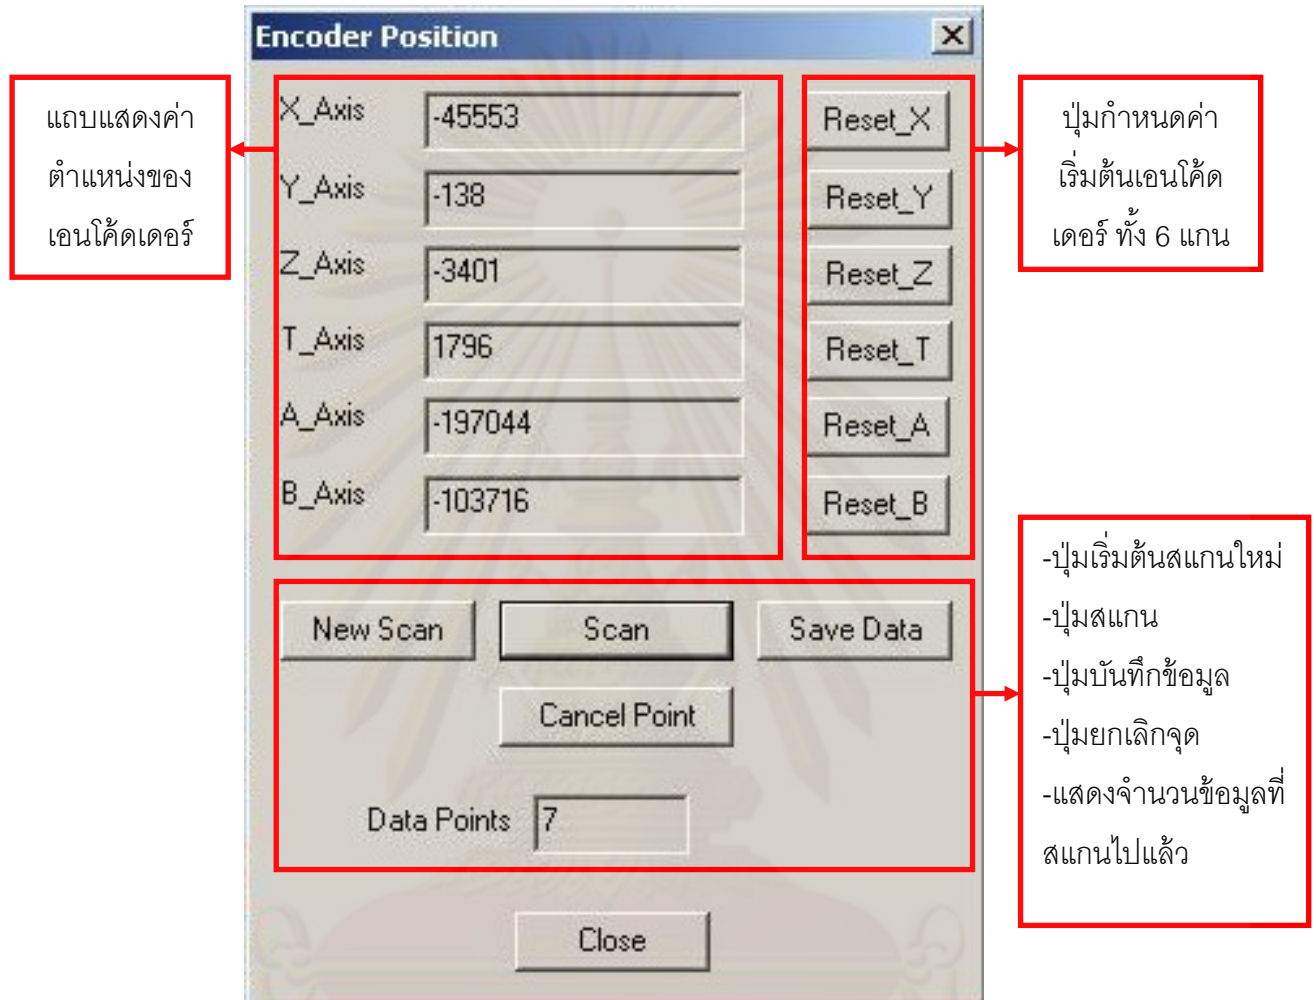 Encoder Position
แถบแสดงค่า
ตำแหน่งของ
เอนโค้ดเดอร์
X_Axis -45553 Reset_X
Y_Axis -138 Reset_Y
Z_Axis -3401 Reset_Z
T_Axis 1796 Reset_T
A_Axis -197044 Reset_A
B_Axis -103716 Reset_B
ปุ่มกำหนดค่า
เริ่มต้นเอนโค้ด
เดอร์ ทั้ง 6 แกน
New Scan Scan Save Data
Cancel Point
Data Points 7
-ปุ่มเริ่มต้นสแกนใหม่
-ปุ่มสแกน
-ปุ่มบันทึกข้อมูล
-ปุ่มยกเลิกจุด
-แสดงจำนวนข้อมูลที่
สแกนไปแล้ว
Close